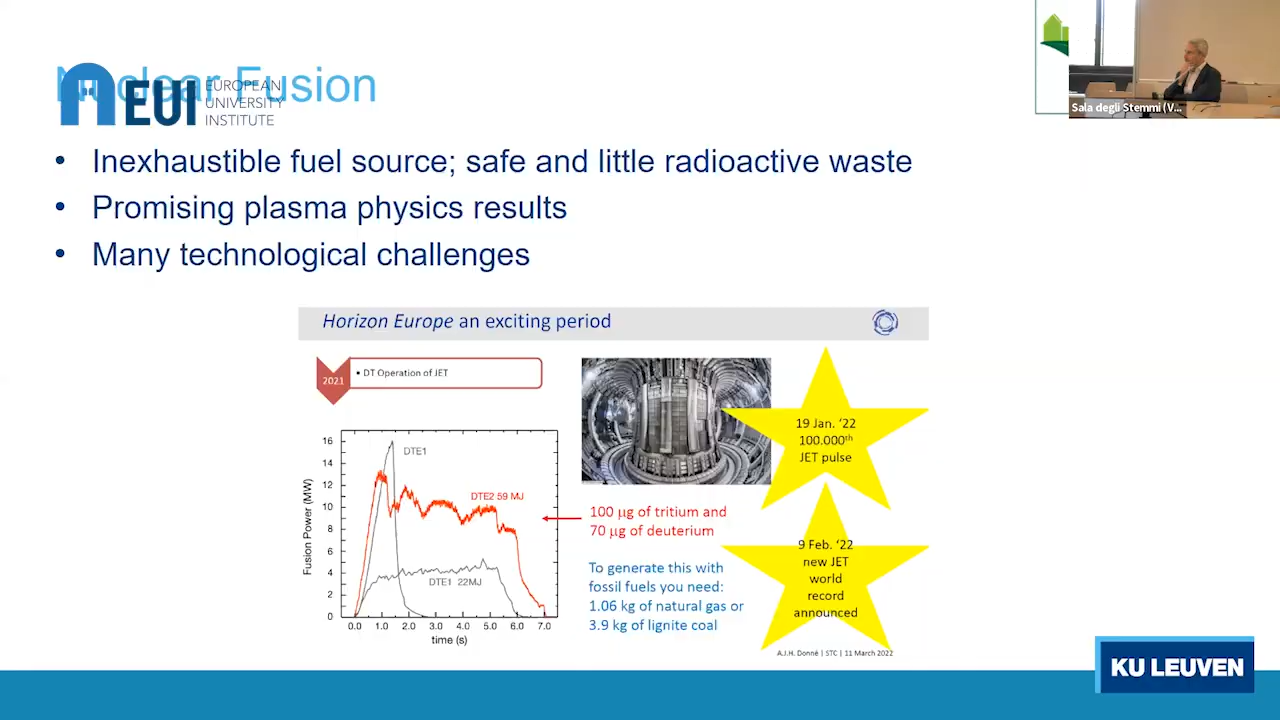 Nuclear Fusion
EUI
EUROPEAN
UNIVERSITY
INSTITUTE
Sala degli Stemmi (V...
• Inexhaustible fuel source; safe and little radioactive waste
• Promising plasma physics results
• Many technological challenges
Horizon Europe an exciting period
2021
• DT Operation of JET
Fusion Power (MW)
16
14
12
10
8
6
4
2
0
DTE1
DTE2 59 MJ
DTE1 22MJ
0.0 1.0 2.0 3.0 4.0 5.0 6.0 7.0
time (s)
100 μg of tritium and
70 μg of deuterium
To generate this with
fossil fuels you need:
1.06 kg of natural gas or
3.9 kg of lignite coal
19 Jan. ‘22
100.000th
JET pulse
9 Feb. ‘22
new JET
world
record
announced
A.J.H. Donné | STC | 11 March 2022
KU LEUVEN